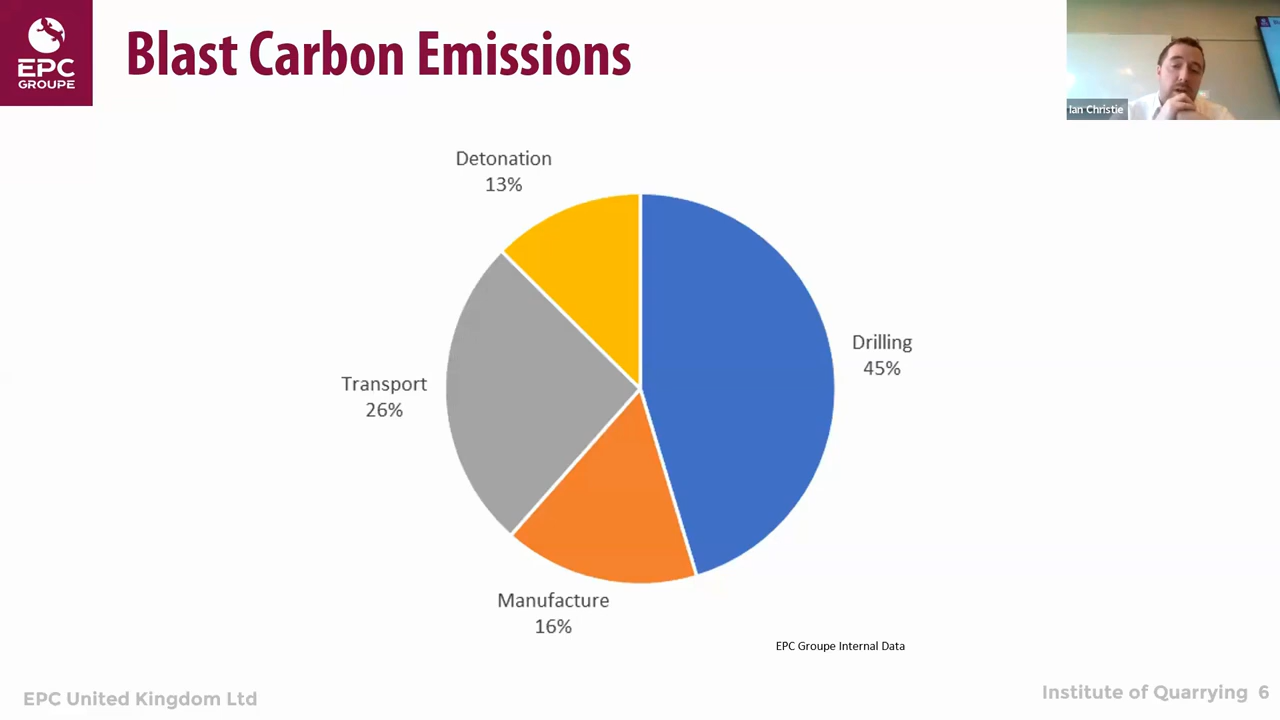 EPC
GROUPE
Blast Carbon Emissions
Ian Christie
Detonation
13%
Drilling
45%
Transport
26%
Manufacture
16%
EPC Groupe Internal Data
EPC United Kingdom Ltd
Institute of Quarrying 6